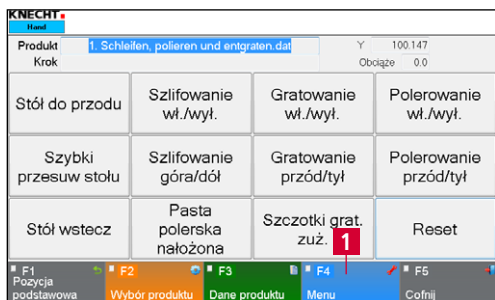 KNECHT
Hand
Produkt 1. Schleifen, polieren und entgraten.dat Y 100.147
Krok Obciąże 0.0
Stół do przodu
Szlifowanie
wł./wył.
Gratowanie
wł./wył.
Polerowanie
wł./wył.
Szybki
przesuw stołu
Szlifowanie
góra/dół
Gratowanie
przód/tył
Polerowanie
przód/tył
Stół wstecz
Pasta
polerska
nałożona
Szczotki grat.
zuż.
1
Reset
F1
Pozycja
podstawowa
F2
Wybór produktu
F3
Dane produktu
F4
Menu
F5
Cofnij